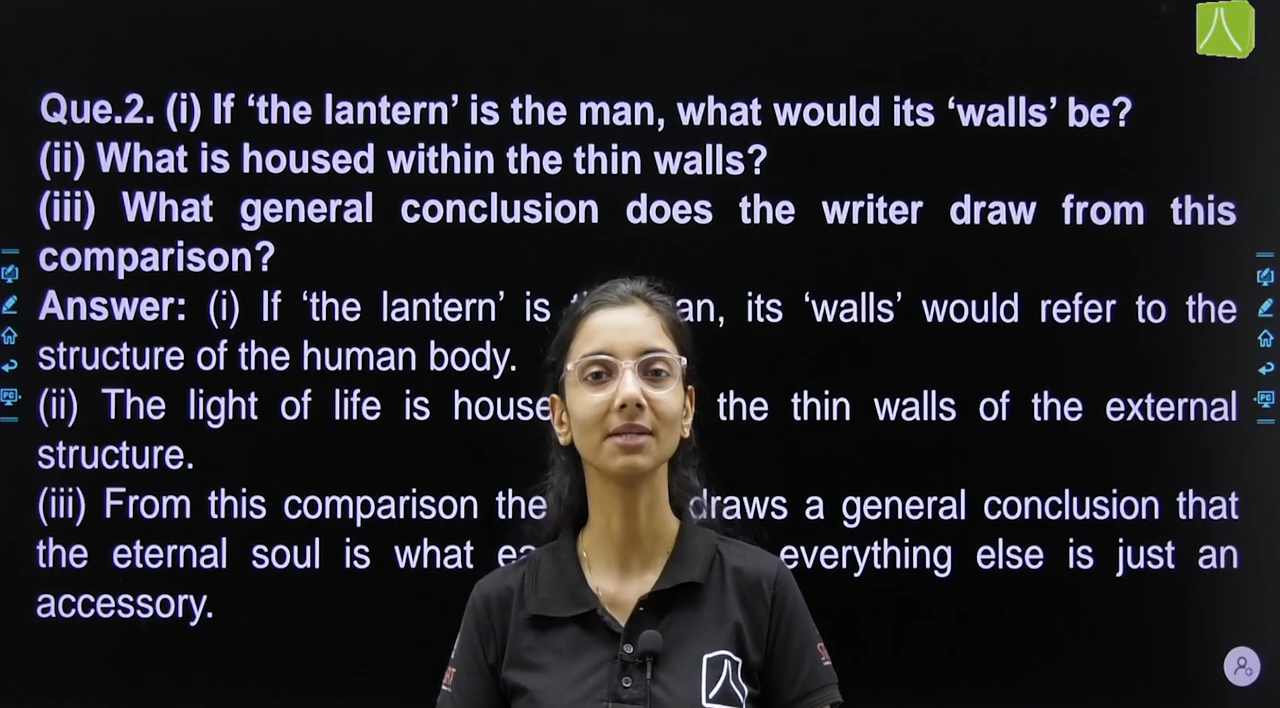 Que.2. (i) If ‘the lantern’ is the man, what would its ‘walls’ be?
(ii) What is housed within the thin walls?
(iii) What general conclusion does the writer draw from this
comparison?
Answer: (i) If ‘the lantern’ is an, its ‘walls’ would refer to the
structure of the human body.
(ii) The light of life is house the thin walls of the external
structure.
(iii) From this comparison the draws a general conclusion that
the eternal soul is what everything else is just an
accessory.
PC
PC